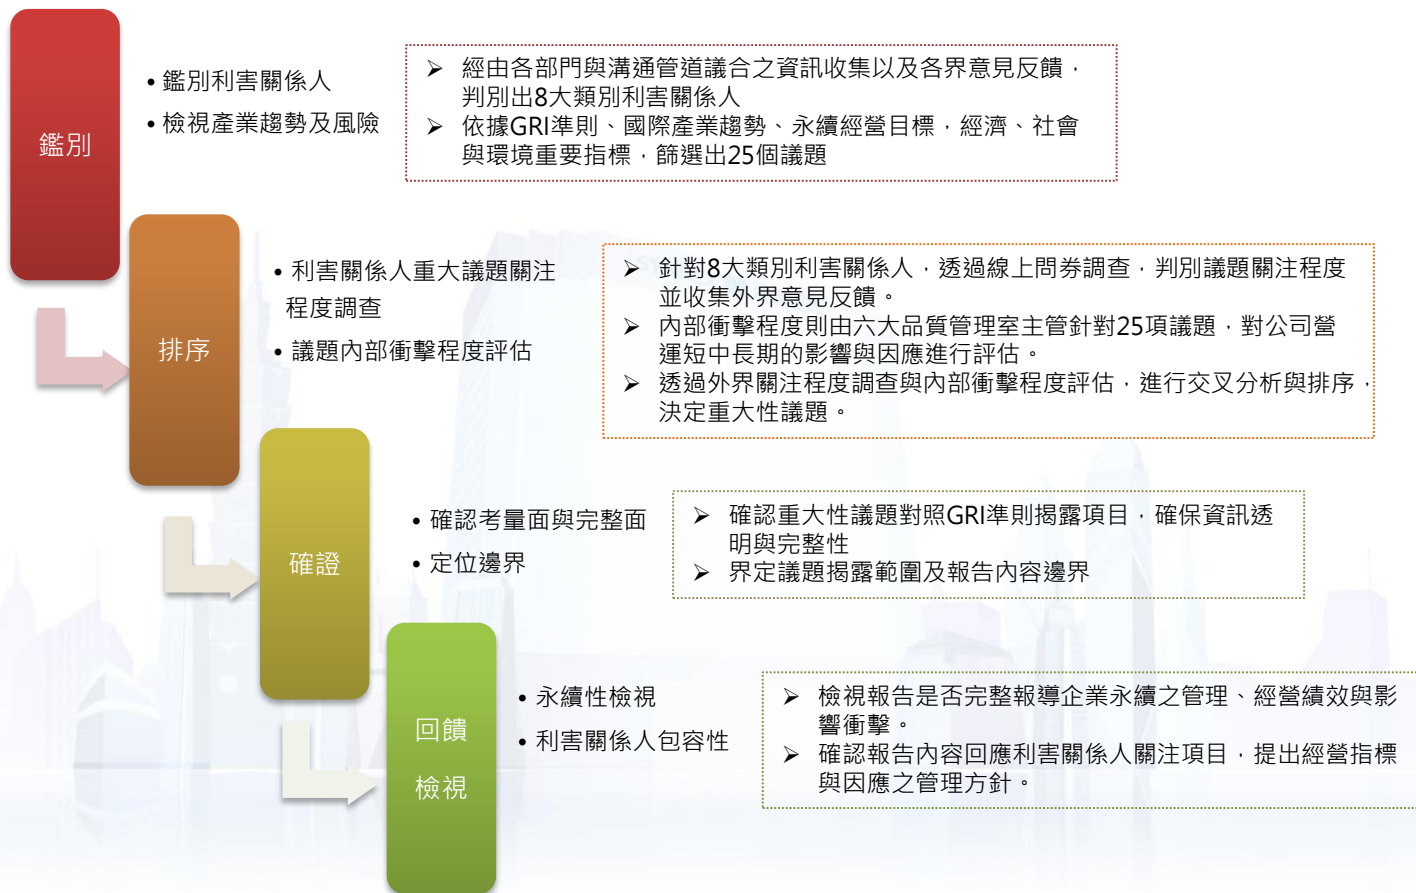 鑑別
• 鑑別利害關係人
• 檢視產業趨勢及風險
➢ 經由各部門與溝通管道議合之資訊收集以及各界意見反饋，
判別出8大類別利害關係人
➢ 依據GRI準則、國際產業趨勢、永續經營目標，經濟、社會
與環境重要指標，篩選出25個議題
排序
• 利害關係人重大議題關注
程度調查
• 議題內部衝擊程度評估
➢ 針對8大類別利害關係人，透過線上問券調查，判別議題關注程度
並收集外界意見反饋。
➢ 內部衝擊程度則由六大品質管理室主管針對25項議題，對公司營
運短中長期的影響與因應進行評估。
➢ 透過外界關注程度調查與內部衝擊程度評估，進行交叉分析與排序，
決定重大性議題。
確證
• 確認考量面與完整面
• 定位邊界
➢ 確認重大性議題對照GRI準則揭露項目，確保資訊透
明與完整性
➢ 界定議題揭露範圍及報告內容邊界
回饋
檢視
• 永續性檢視
• 利害關係人包容性
➢ 檢視報告是否完整報導企業永續之管理、經營績效與影
響衝擊。
➢ 確認報告內容回應利害關係人關注項目，提出經營指標
與因應之管理方針。